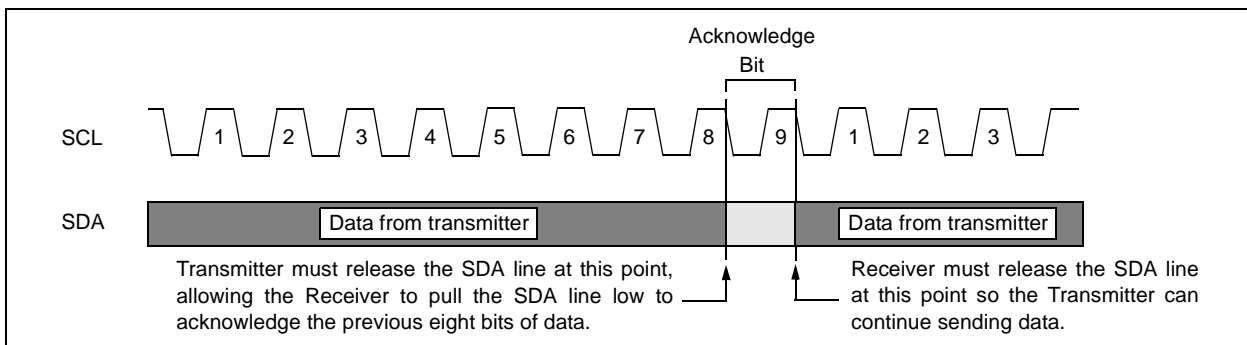 Acknowledge
Bit
SCL 1 2 3 4 5 6 7 8 9 1 2 3
SDA Data from transmitter Data from transmitter
Transmitter must release the SDA line at this point,
allowing the Receiver to pull the SDA line low to
acknowledge the previous eight bits of data.
Receiver must release the SDA line
at this point so the Transmitter can
continue sending data.